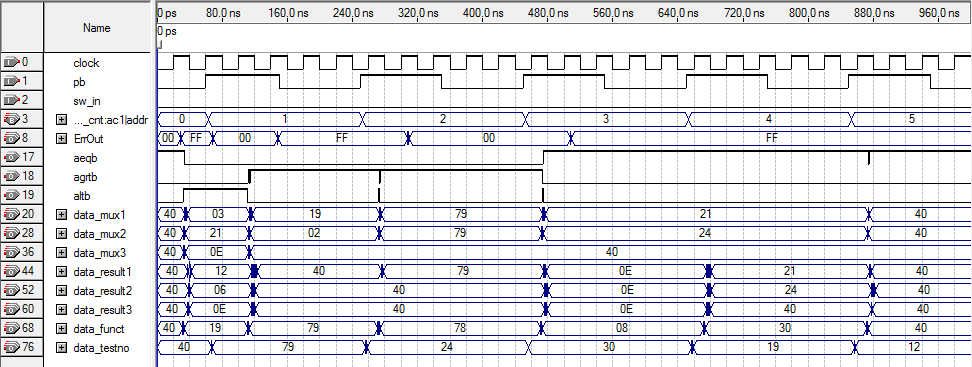 Name
0 ps 80.0 ns 160.0 ns 240.0 ns 320.0 ns 400.0 ns 480.0 ns 560.0 ns 640.0 ns 720.0 ns 800.0 ns 880.0 ns 960.0 ns
0 ps
0 clock
1 pb
2 sw_in
3 ..._cnt:ac1|addr 0 1 2 3 4 5
8 ErrOut 00 FF 00 FF 00 FF
17 aeqb
18 agrtb
19 altb
20 data_mux1 40 03 19 79 21 40
28 data_mux2 40 21 02 79 24 40
36 data_mux3 40 0E 40
44 data_result1 40 12 40 79 0E 21 40
52 data_result2 40 06 40 0E 24 40
60 data_result3 40 0E 40 0E 40 40
68 data_funct 40 19 79 78 08 30 40
76 data_testno 40 79 24 30 19 12